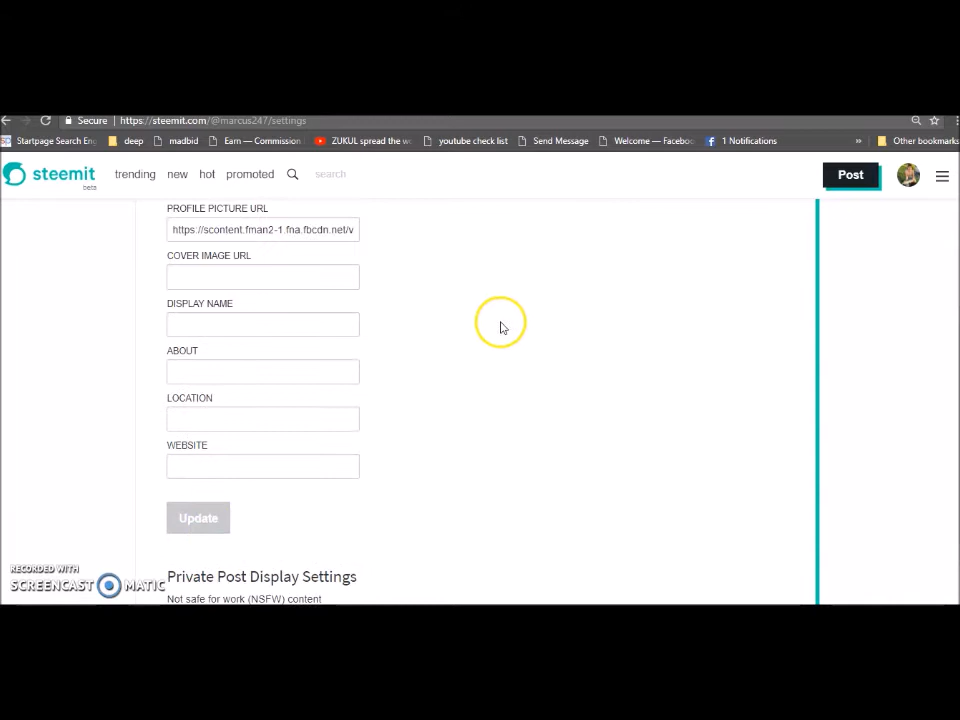 Secure https://steemit.com/@marcus247/settings
Startpage Search Eng deep madbid Earn — Commission ZUKUL spread the wo youtube check list Send Message Welcome — Faceboo 1 Notifications » Other bookmarks
steemit beta trending new hot promoted search Post
PROFILE PICTURE URL
https://scontent.fman2-1.fna.fbcdn.net/v
COVER IMAGE URL
DISPLAY NAME
ABOUT
LOCATION
WEBSITE
Update
Private Post Display Settings
Not safe for work (NSFW) content
RECORDED WITH
SCREENCAST MATIC